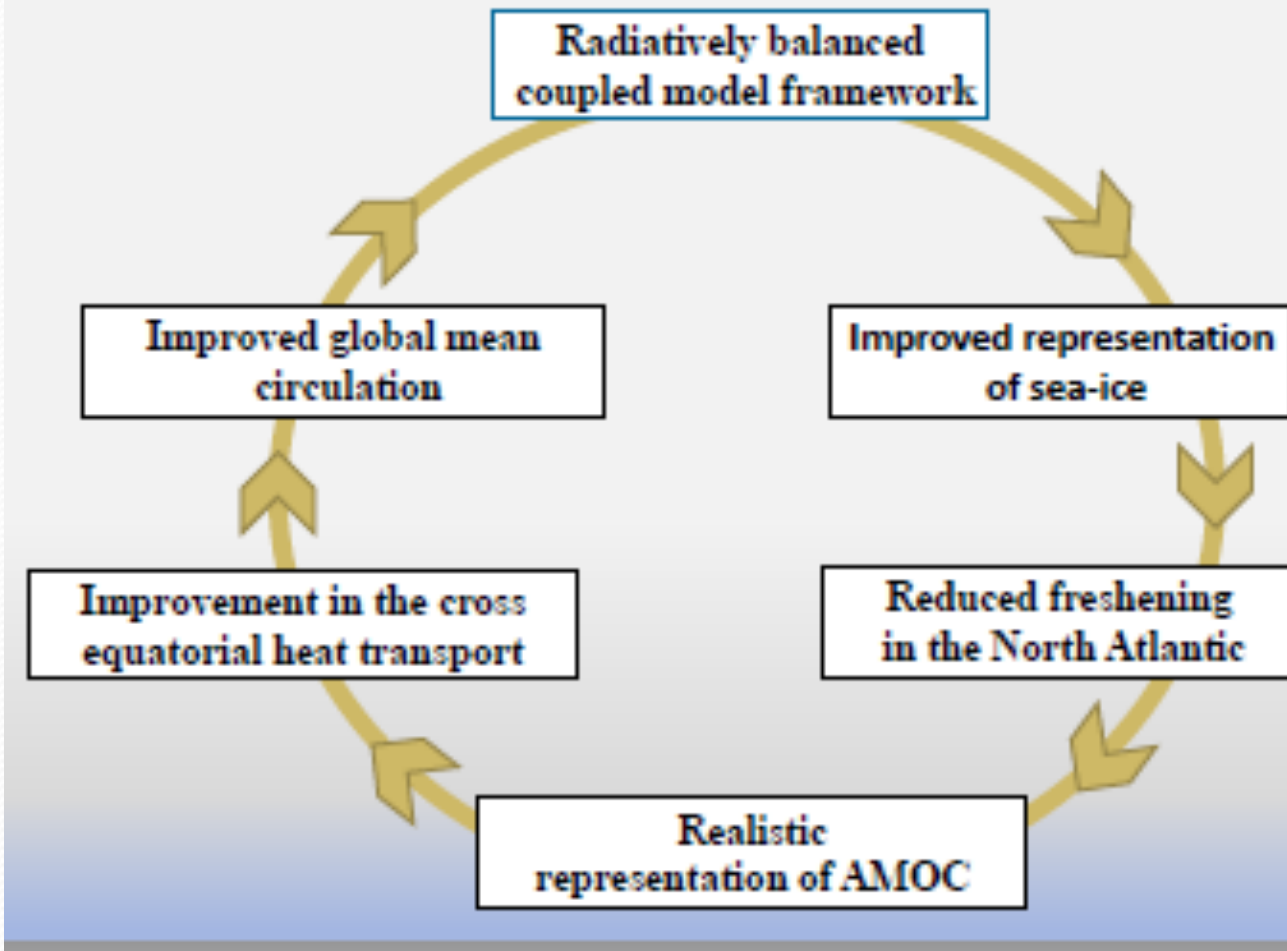 Radiatively balanced
coupled model framework
Improved representation
of sea-ice
Reduced freshening
in the North Atlantic
Realistic
representation of AMOC
Improvement in the cross
equatorial heat transport
Improved global mean
circulation